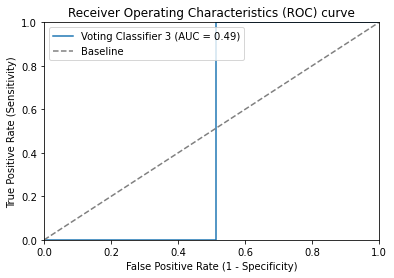 Receiver Operating Characteristics (ROC) curve
Voting Classifier 3 (AUC = 0.49)
Baseline
True Positive Rate (Sensitivity)
1.0
0.8
0.6
0.4
0.2
0.0
0.0 0.2 0.4 0.6 0.8 1.0
False Positive Rate (1 - Specificity)